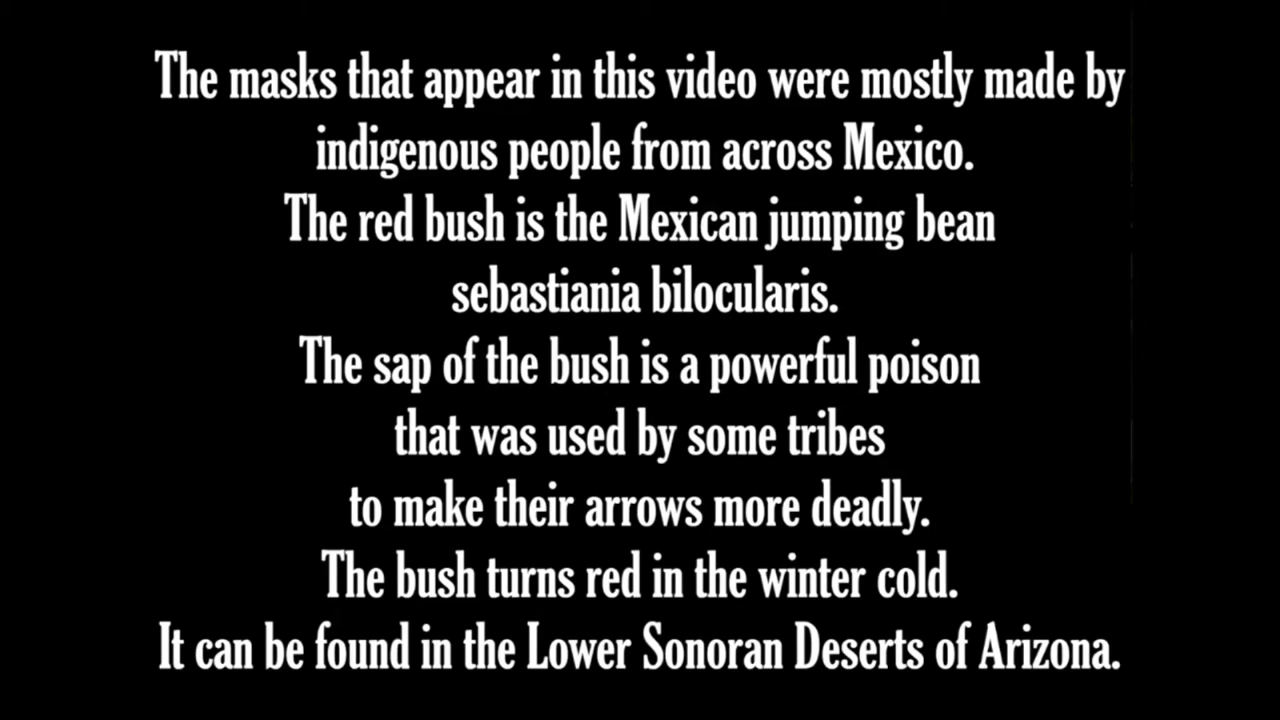 The masks that appear in this video were mostly made by
indigenous people from across Mexico.
The red bush is the Mexican jumping bean
sebastiania bilocularis.
The sap of the bush is a powerful poison
that was used by some tribes
to make their arrows more deadly.
The bush turns red in the winter cold.
It can be found in the Lower Sonoran Deserts of Arizona.